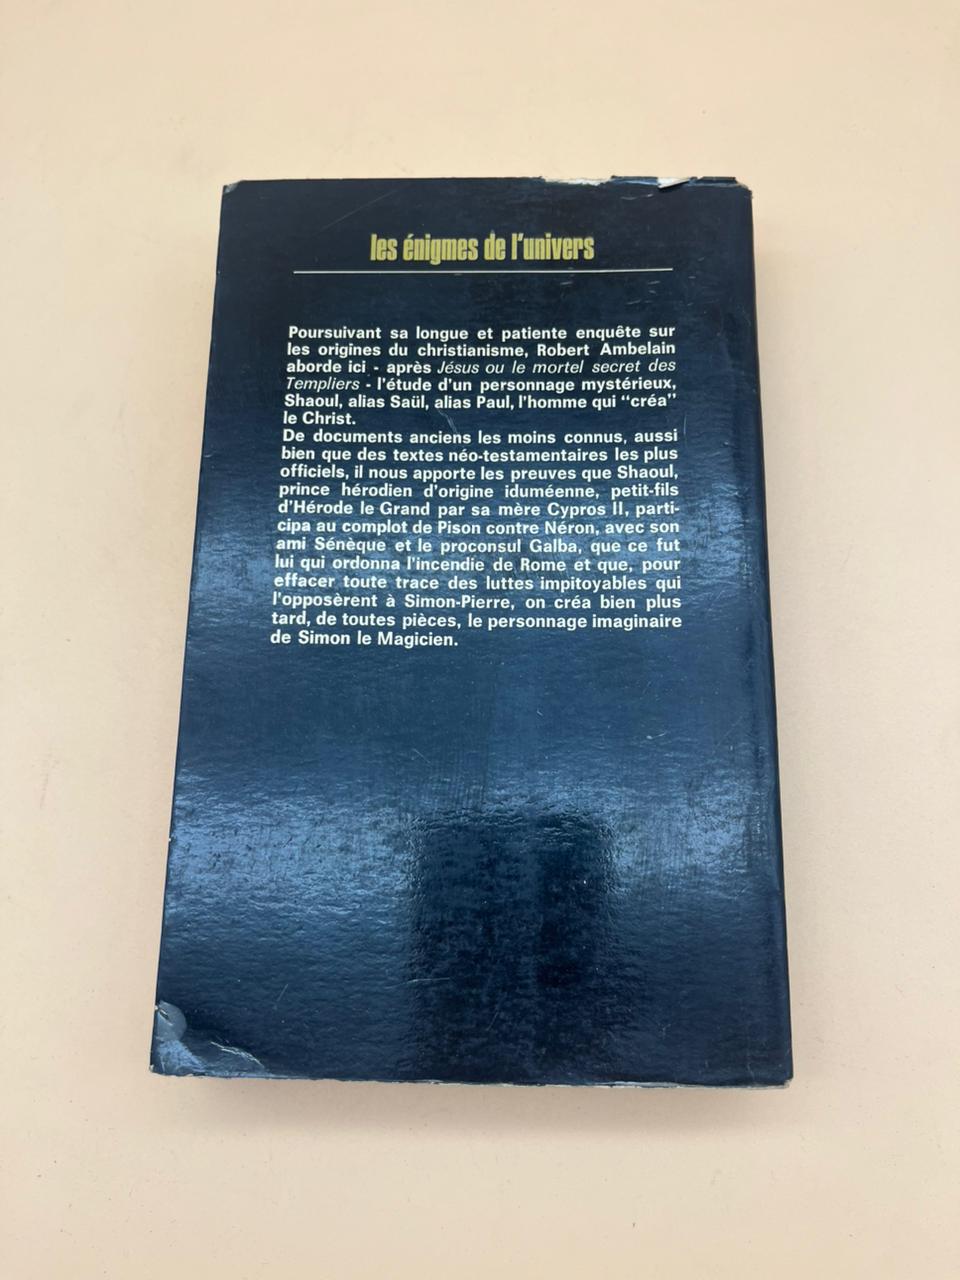 les énigmes de l'univers
Poursuivant sa longue et patiente enquête sur
les origines du christianisme, Robert Ambelain
aborde ici - après Jésus ou le mortel secret des
Templiers - l'étude d'un personnage mystérieux,
Shaoul, alias Saül, alias Paul, l'homme qui "créa"
le Christ.
De documents anciens les moins connus, aussi
bien que des textes néo-testamentaires les plus
officiels, il nous apporte les preuves que Shaoul,
prince hérodien d'origine iduméenne, petit-fils
d'Hérode le Grand par sa mère Cypros II, parti-
cipa au complot de Pison contre Néron, avec son
ami Sénèque et le proconsul Galba, que ce fut
lui qui ordonna l'incendie de Rome et que, pour
effacer toute trace des luttes impitoyables qui
l'opposèrent à Simon-Pierre, on créa bien plus
tard, de toutes pièces, le personnage imaginaire
de Simon le Magicien.